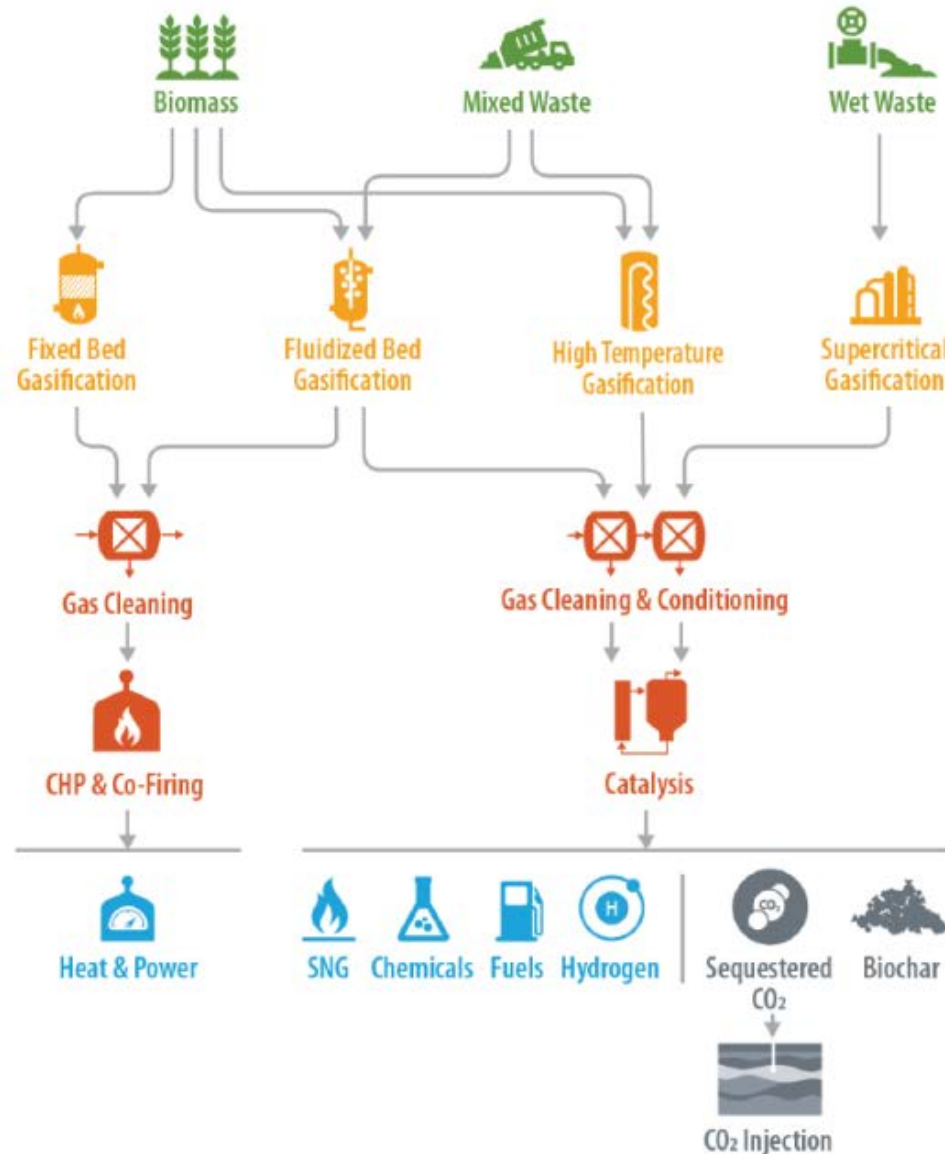 Biomass
Mixed Waste
Wet Waste
Fixed Bed
Gasification
Fluidized Bed
Gasification
High Temperature
Gasification
Supercritical
Gasification
Gas Cleaning
Gas Cleaning & Conditioning
CHP & Co-Firing
Catalysis
Heat & Power
SNG
Chemicals
Fuels
H
Hydrogen
CO₂
Sequestered
CO₂
Biochar
CO₂ Injection